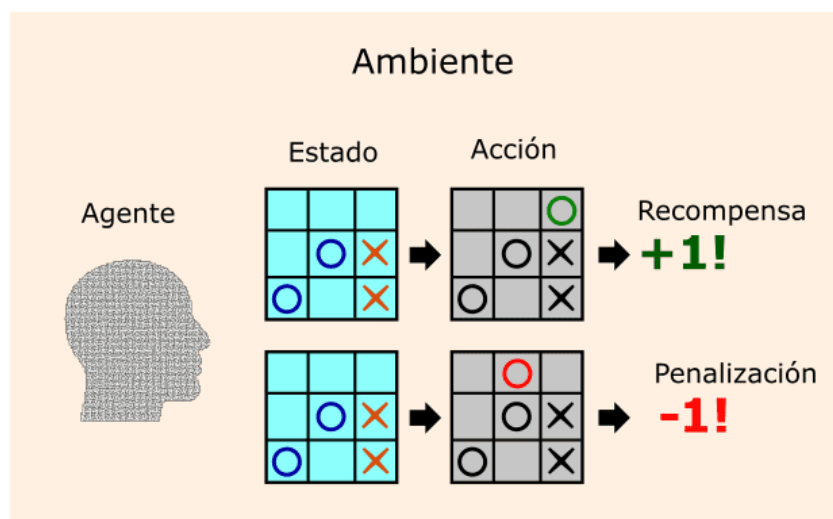 Ambiente
Estado
Acción
Agente
Recompensa
+1!
Penalización
-1!